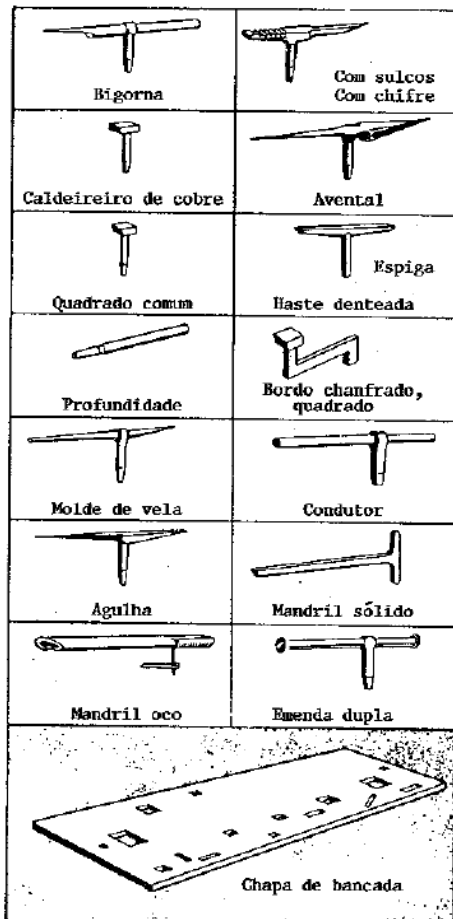 Bigorna
Com sulcos
Com chifre
Caldeireiro de cobre
Avental
Quadrado comum
Espiga
Haste denteada
Profundidade
Bordo chanfrado,
quadrado
Molde de vela
Condutor
Agulha
Mandril sólido
Mandril oco
Emenda dupla
Chapa de bancada